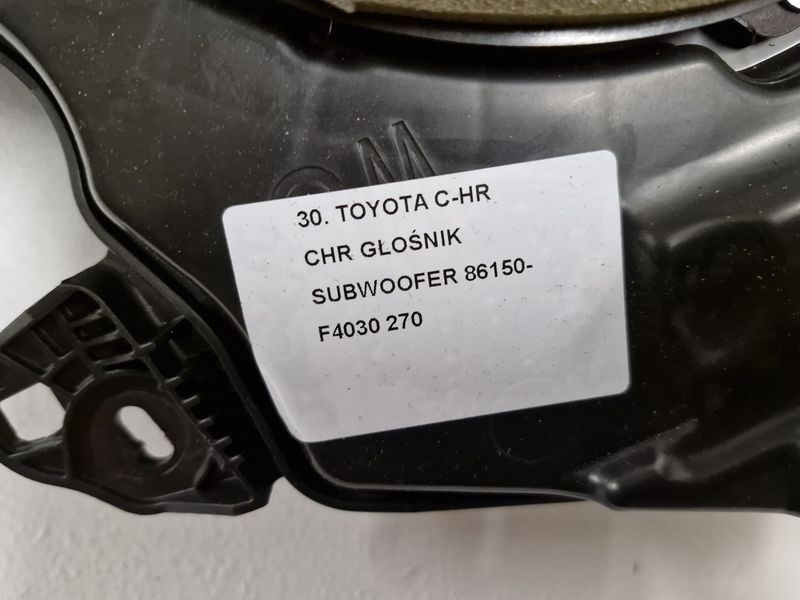 M
30. TOYOTA C-HR
CHR GŁOŚNIK
SUBWOOFER 86150-
F4030 270